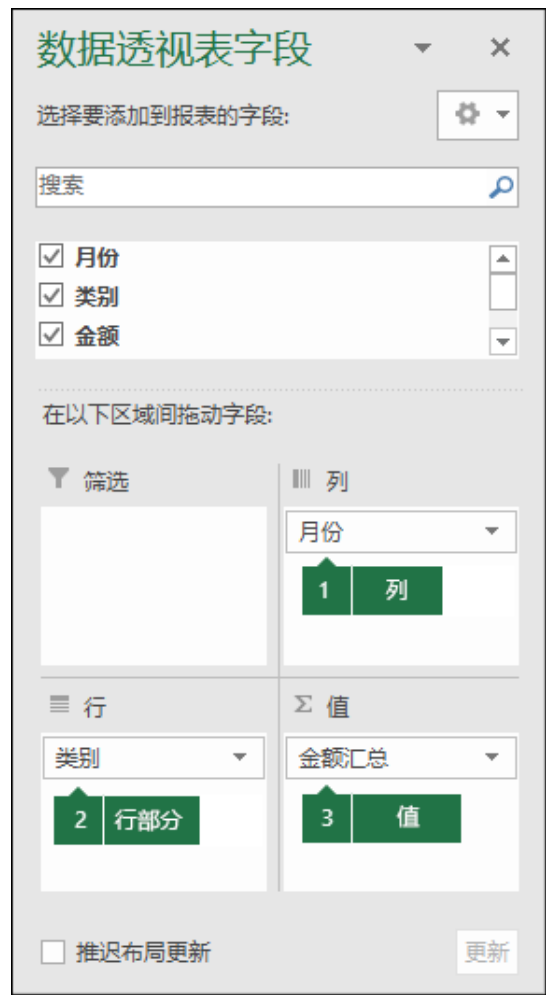 数据透视表字段
选择要添加到报表的字段:
搜索
月份
类别
金额
在以下区域间拖动字段:
筛选
列
月份
1 列
行
值
类别
金额汇总
2 行部分
3 值
推迟布局更新
更新